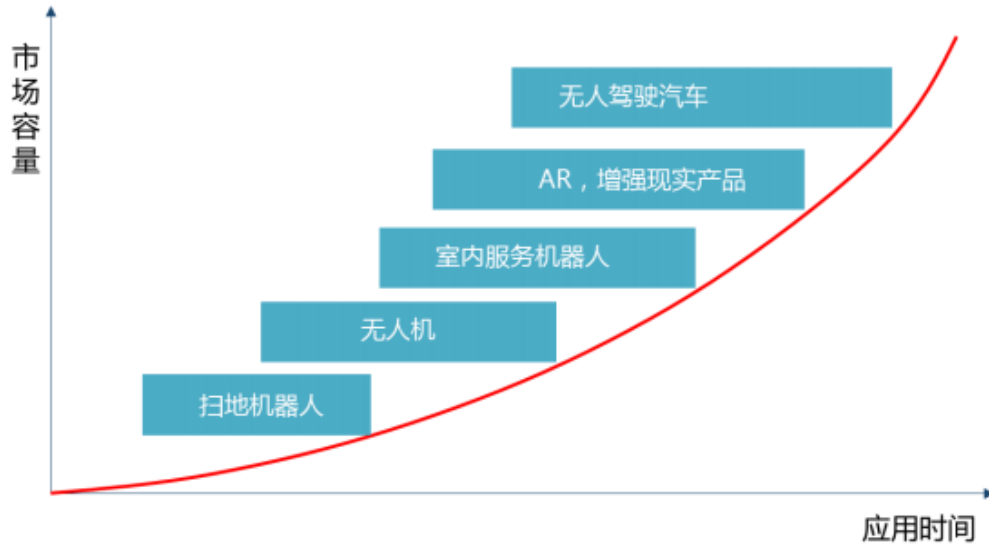 市场容量
无人驾驶汽车
AR，增强现实产品
室内服务机器人
无人机
扫地机器人
应用时间